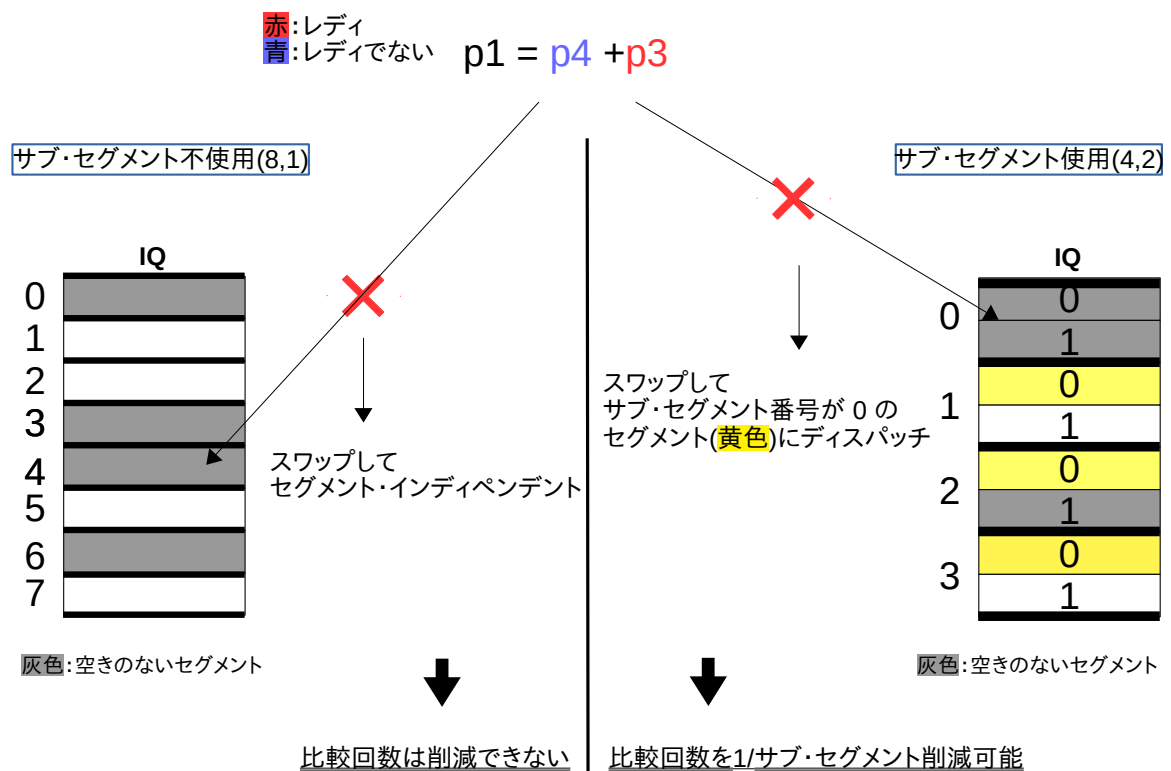 赤:レディ
青:レディでない
p1 = p4 +p3
サブ・セグメント不使用(8,1)
サブ・セグメント使用(4,2)
IQ
0
1
2
3
4
5
6
7
スワップして
セグメント・インディペンデント
灰色:空きのないセグメント
比較回数は削減できない
スワップして
サブ・セグメント番号が 0 の
セグメント(黄色)にディスパッチ
IQ
0
0
1
1
0
1
2
0
1
3
0
1
灰色:空きのないセグメント
比較回数を1/サブ・セグメント削減可能